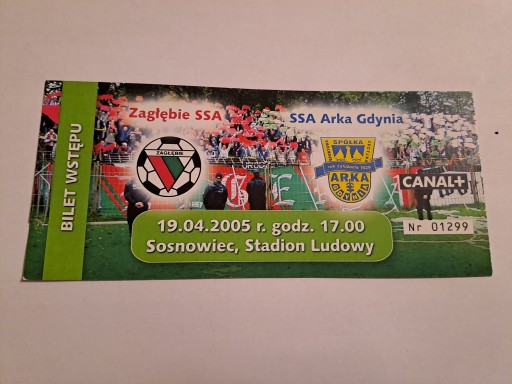 BILET WSTĘPU
Zagłębie SSA
SSA Arka Gdynia
ZAGŁĘBIE
SPÓŁKA
ARKA
GDYNIA
CANAL+
19.04.2005 r. godz. 17.00
Sosnowiec, Stadion Ludowy
Nr 01299